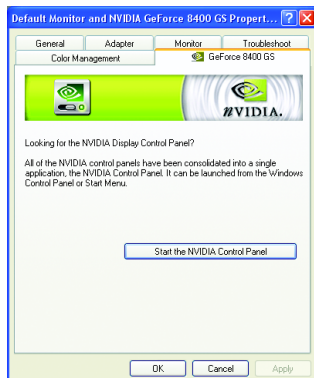 Default Monitor and NVIDIA GeForce 8400 GS Propert...
General Adapter Monitor Troubleshoot
Color Management GeForce 8400 GS
NVIDIA.
Looking for the NVIDIA Display Control Panel?
All of the NVIDIA control panels have been consolidated into a single
application, the NVIDIA Control Panel. It can be launched from the Windows
Control Panel or Start Menu.
Start the NVIDIA Control Panel
OK Cancel Apply